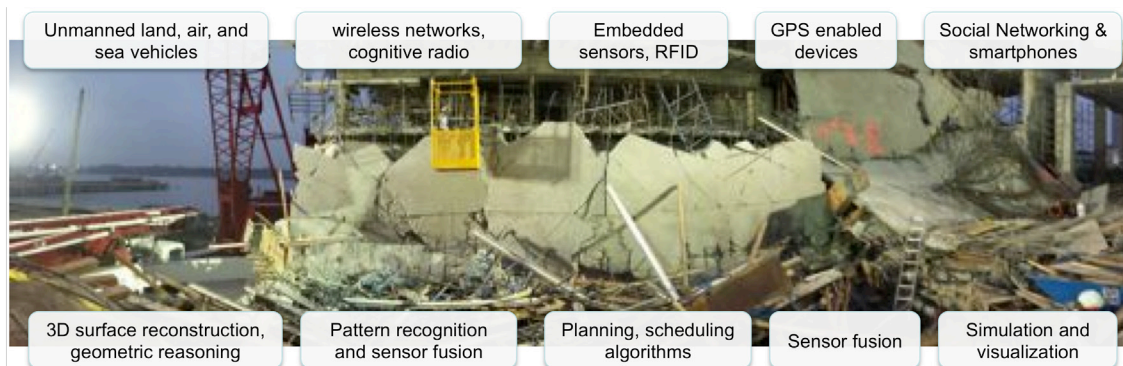 Unmanned land, air, and
sea vehicles
wireless networks,
cognitive radio
Embedded
sensors, RFID
GPS enabled
devices
Social Networking &
smartphones
3D surface reconstruction,
geometric reasoning
Pattern recognition
and sensor fusion
Planning, scheduling
algorithms
Sensor fusion
Simulation and
visualization